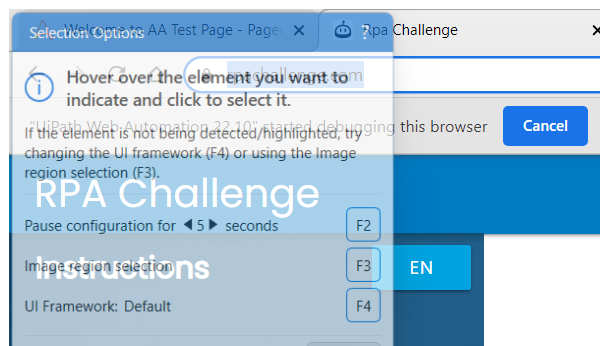 Welcome to AA Test Page - Page
Rpa Challenge
Selection Options
?
rpachallenge.com
Hover over the element you want to
indicate and click to select it.
"UiPath Web Automation 22.10" started debugging this browser
Cancel
If the element is not being detected/highlighted, try
changing the UI framework (F4) or using the Image
region selection (F3).
RPA Challenge
Pause configuration for 5 seconds
F2
Image region selection
F3
Instructions
EN
UI Framework: Default
F4